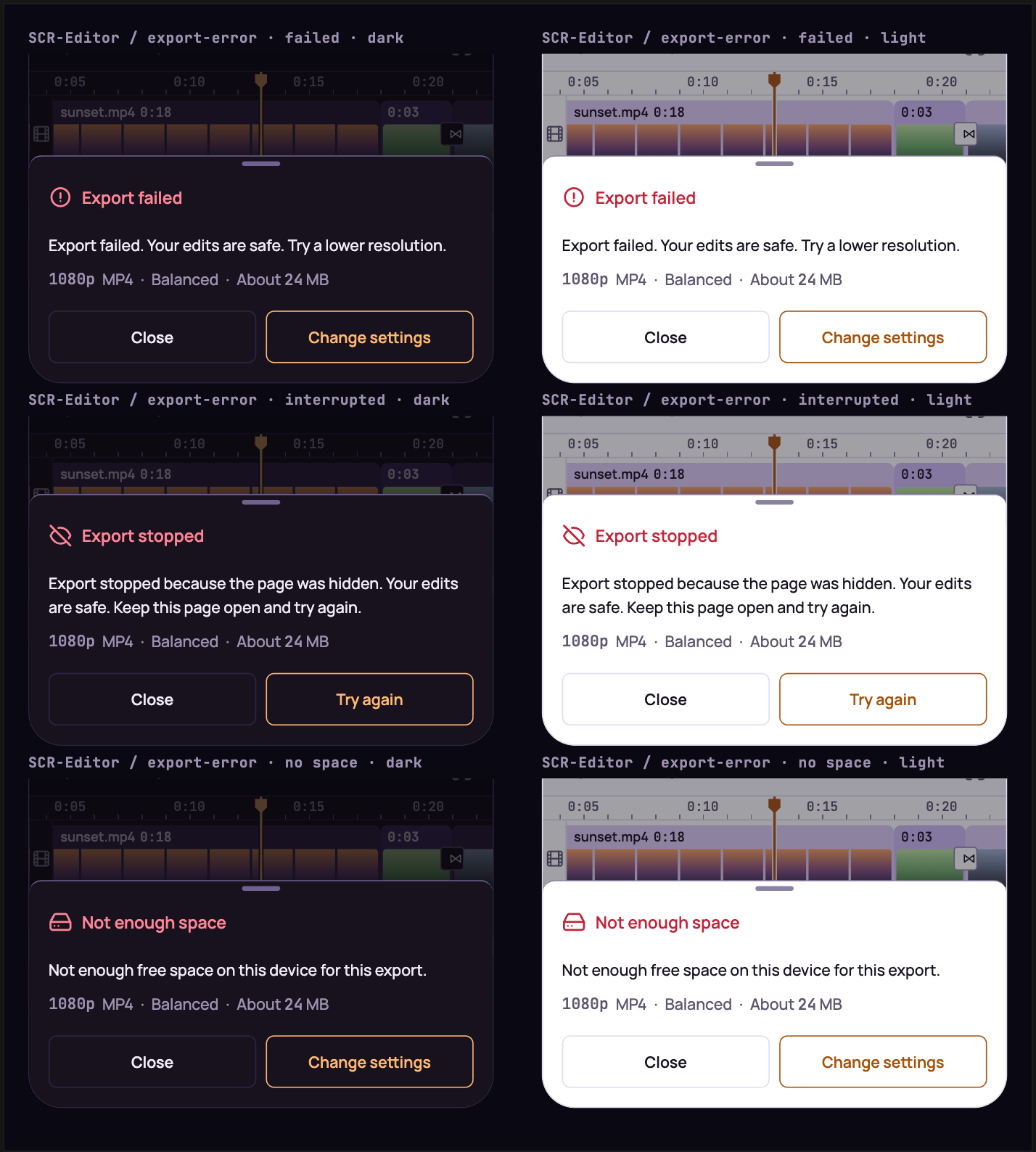 SCR-Editor / export-error · failed · dark
0:05 0:10 0:15 0:20
sunset.mp4 0:18 0:03
Export failed
Export failed. Your edits are safe. Try a lower resolution.
1080p MP4 · Balanced · About 24 MB
Close Change settings
SCR-Editor / export-error · failed · light
0:05 0:10 0:15 0:20
sunset.mp4 0:18 0:03
Export failed
Export failed. Your edits are safe. Try a lower resolution.
1080p MP4 · Balanced · About 24 MB
Close Change settings
SCR-Editor / export-error · interrupted · dark
0:05 0:10 0:15 0:20
sunset.mp4 0:18 0:03
Export stopped
Export stopped because the page was hidden. Your edits
are safe. Keep this page open and try again.
1080p MP4 · Balanced · About 24 MB
Close Try again
SCR-Editor / export-error · interrupted · light
0:05 0:10 0:15 0:20
sunset.mp4 0:18 0:03
Export stopped
Export stopped because the page was hidden. Your edits
are safe. Keep this page open and try again.
1080p MP4 · Balanced · About 24 MB
Close Try again
SCR-Editor / export-error · no space · dark
0:05 0:10 0:15 0:20
sunset.mp4 0:18 0:03
Not enough space
Not enough free space on this device for this export.
1080p MP4 · Balanced · About 24 MB
Close Change settings
SCR-Editor / export-error · no space · light
0:05 0:10 0:15 0:20
sunset.mp4 0:18 0:03
Not enough space
Not enough free space on this device for this export.
1080p MP4 · Balanced · About 24 MB
Close Change settings